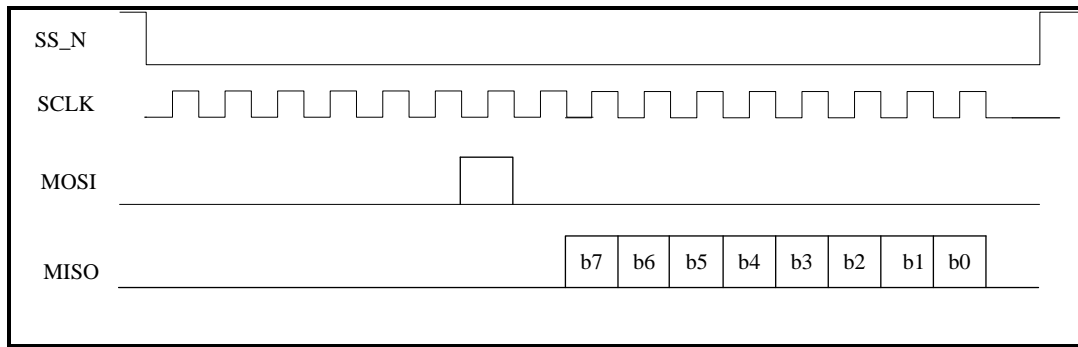 SS_N
SCLK
MOSI
MISO
b7 b6 b5 b4 b3 b2 b1 b0